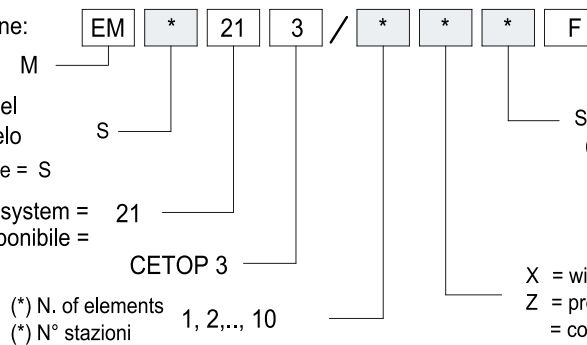 ne: EM * 21 3 / * * * F
M
el
elo S S
e = S (
system = 21
ponibile =
CETOP 3
X = wi
(*) N. of elements 1, 2,.., 10 Z = pr
(*) N° stazioni = co